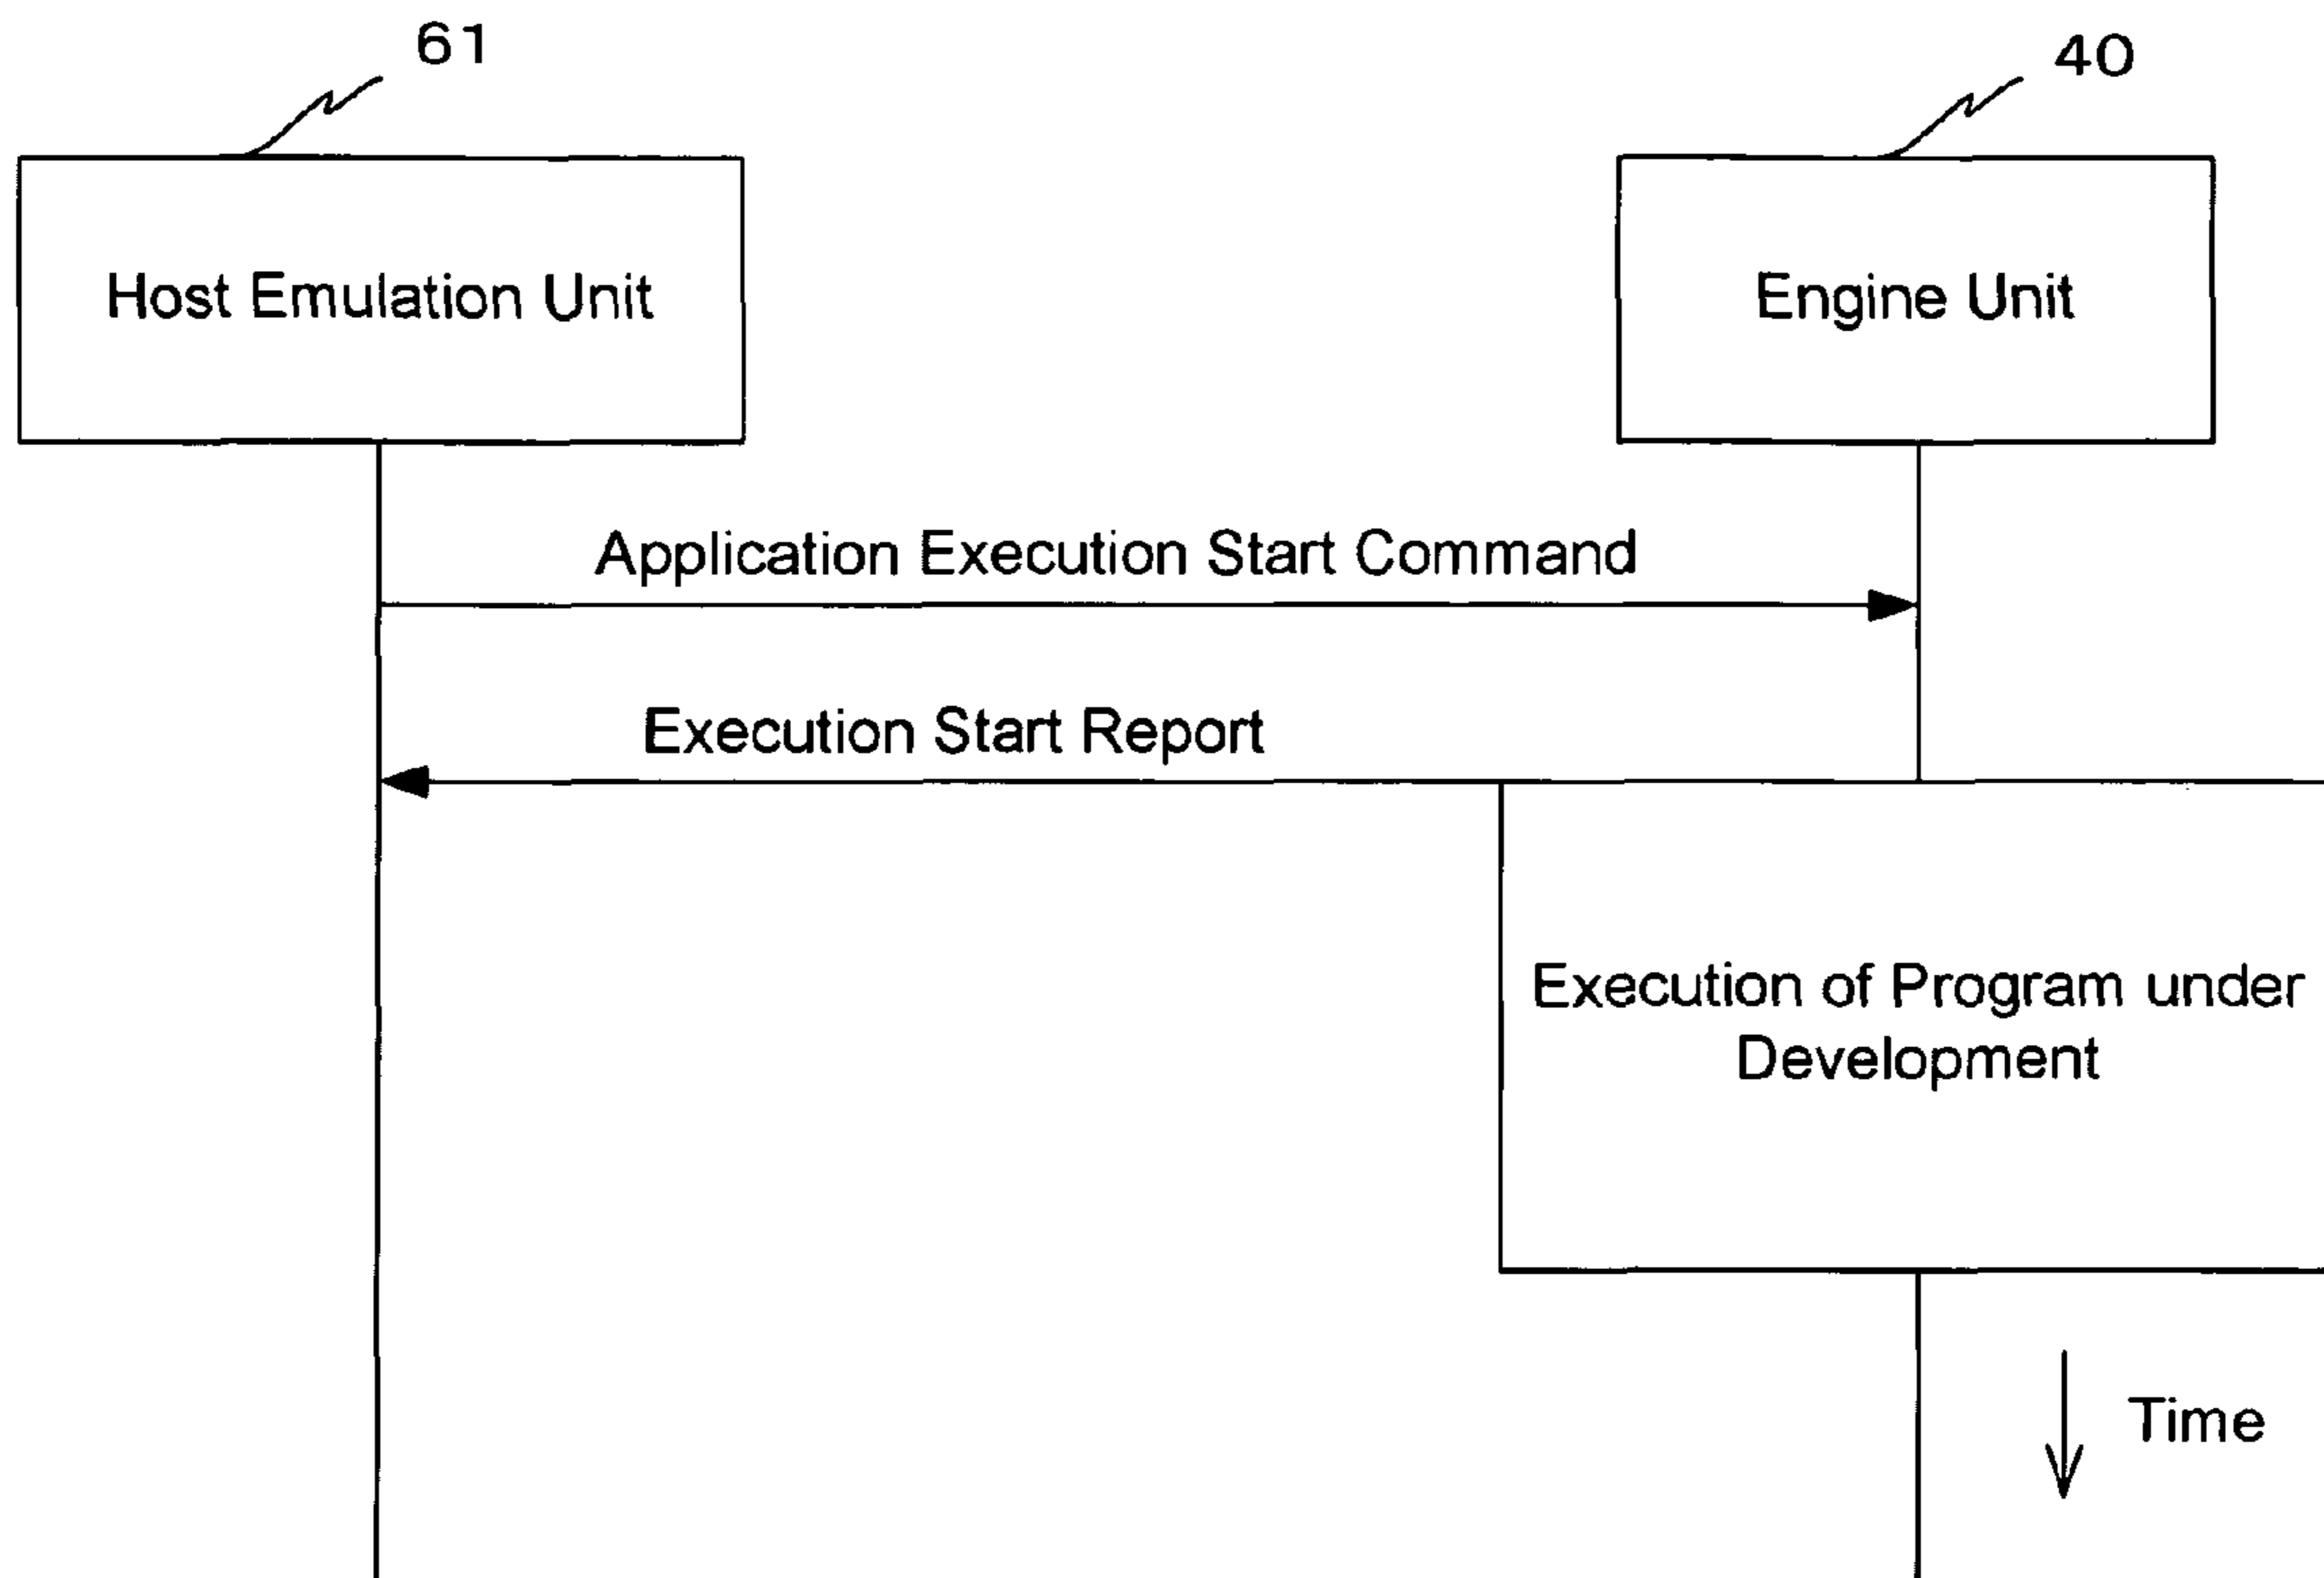 61
40
Host Emulation Unit
Engine Unit
Application Execution Start Command
Execution Start Report
Execution of Program under
Development
Time